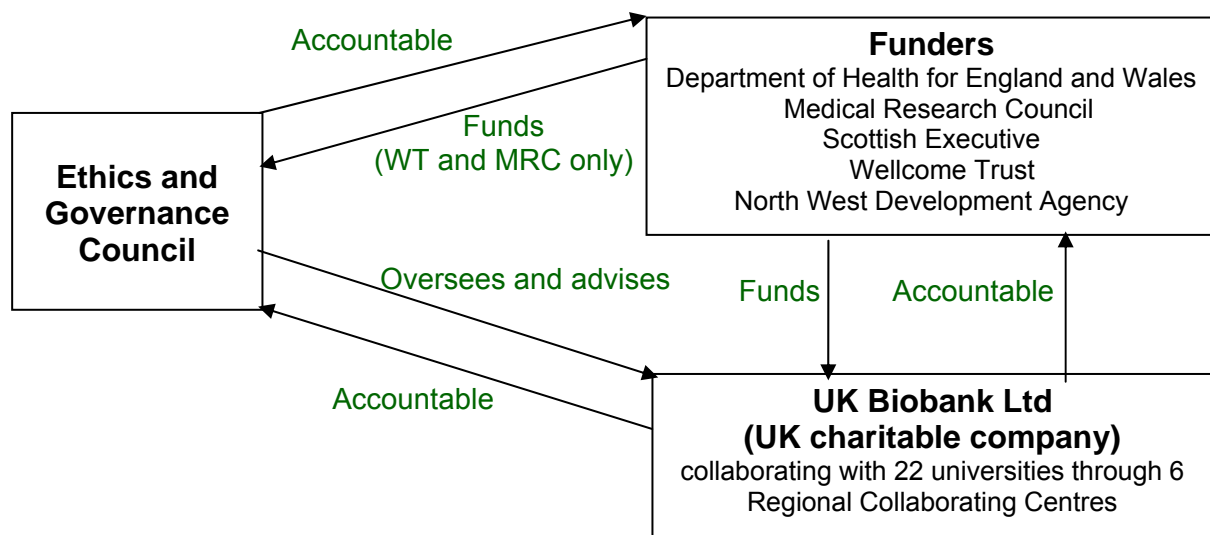 Accountable
Funders
Department of Health for England and Wales
Medical Research Council
Scottish Executive
Wellcome Trust
North West Development Agency
Funds
(WT and MRC only)
Ethics and
Governance
Council
Oversees and advises
Funds
Accountable
Accountable
UK Biobank Ltd
(UK charitable company)
collaborating with 22 universities through 6
Regional Collaborating Centres